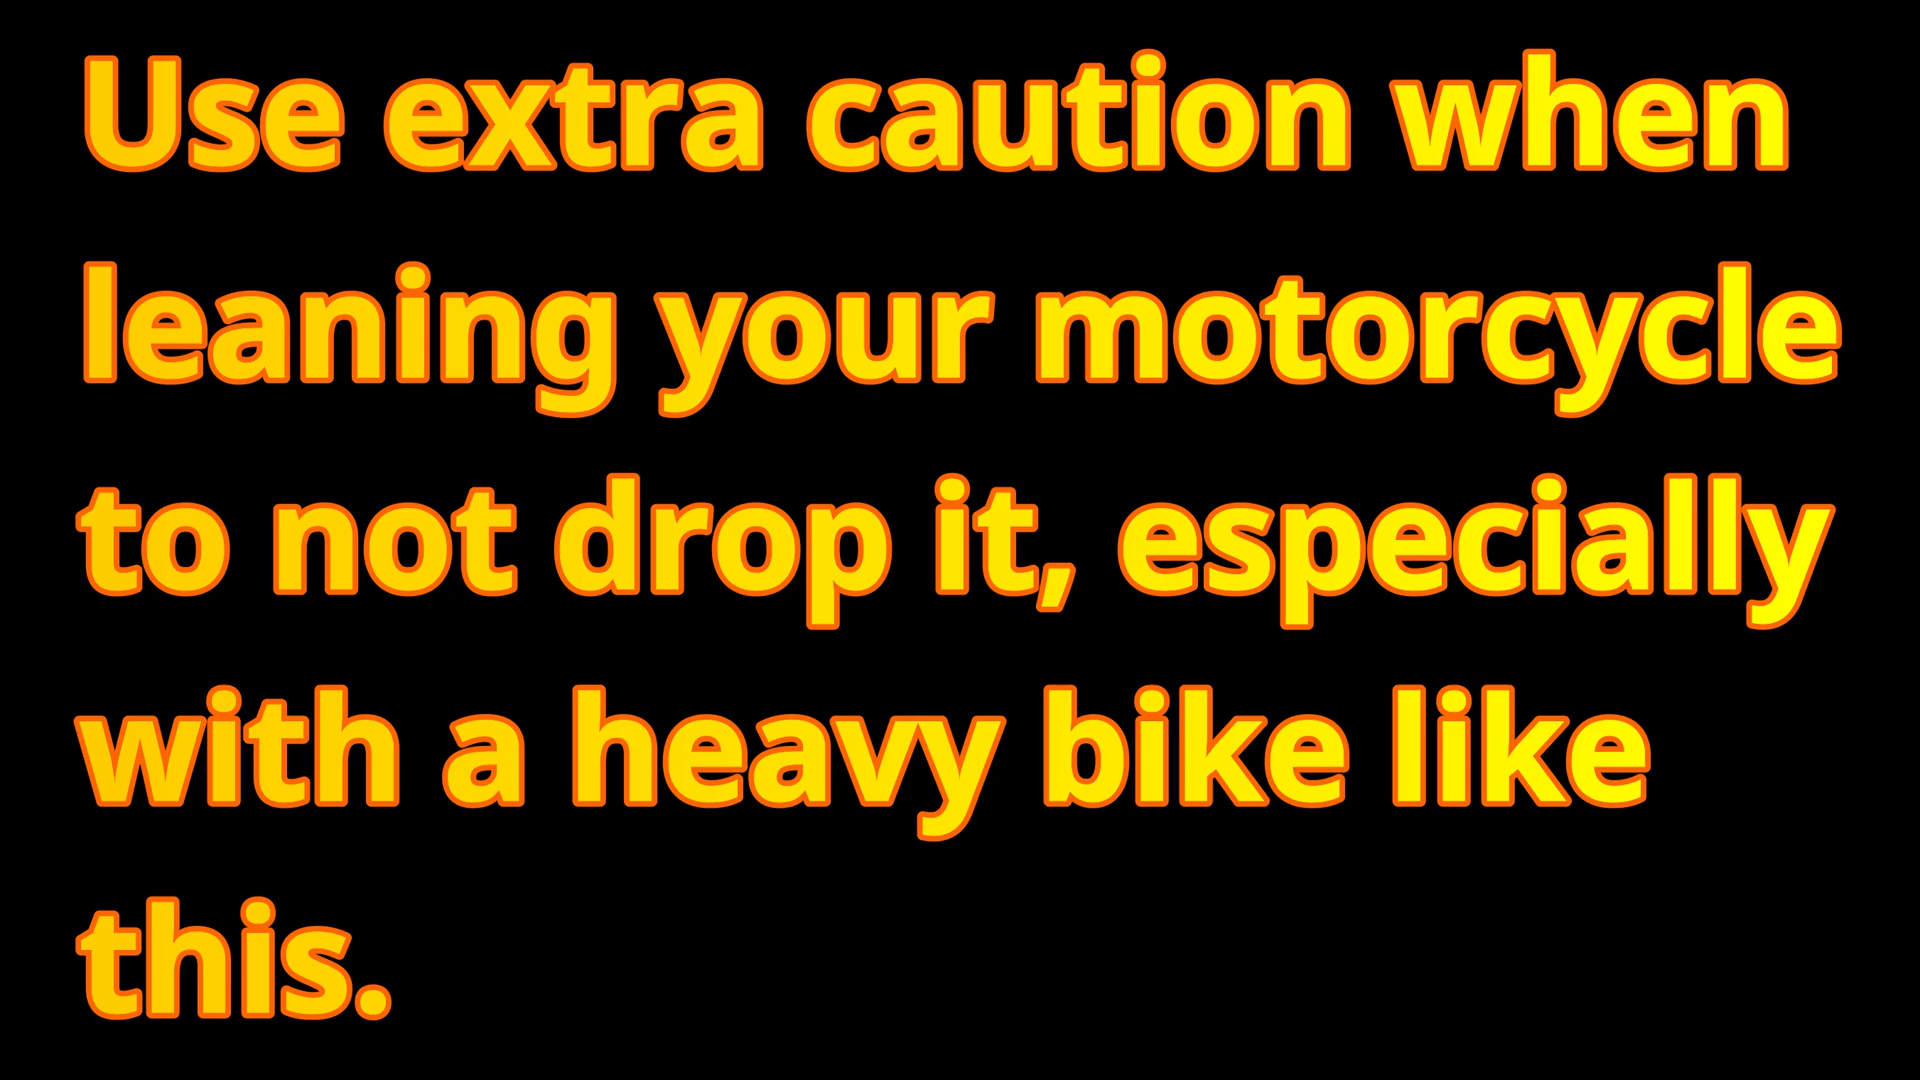 Use extra caution when
leaning your motorcycle
to not drop it, especially
with a heavy bike like
this.